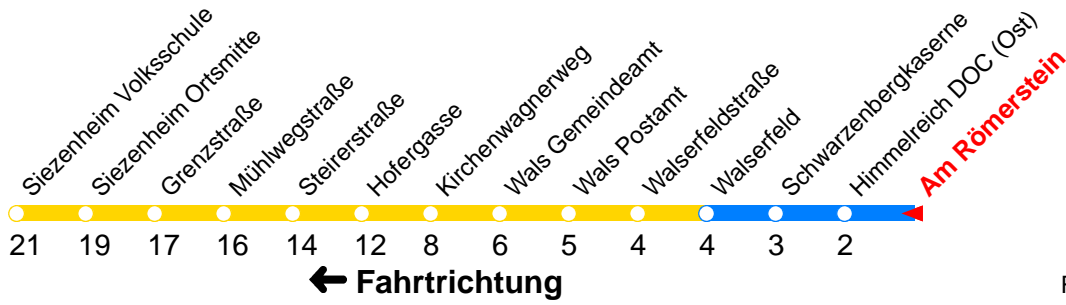 Siezenheim Volksschule
Siezenheim Ortsmitte
Grenzstraße
Mühlwegstraße
Steirerstraße
Hofergasse
Kirchenwagnerweg
Wals Gemeindeamt
Wals Postamt
Walserfeldstraße
Walserfeld
Schwarzenbergkaserne
Himmelreich DOC (Ost)
Am Römerstein
21 19 17 16 14 12 8 6 5 4 4 3 2
Fahrtrichtung
F